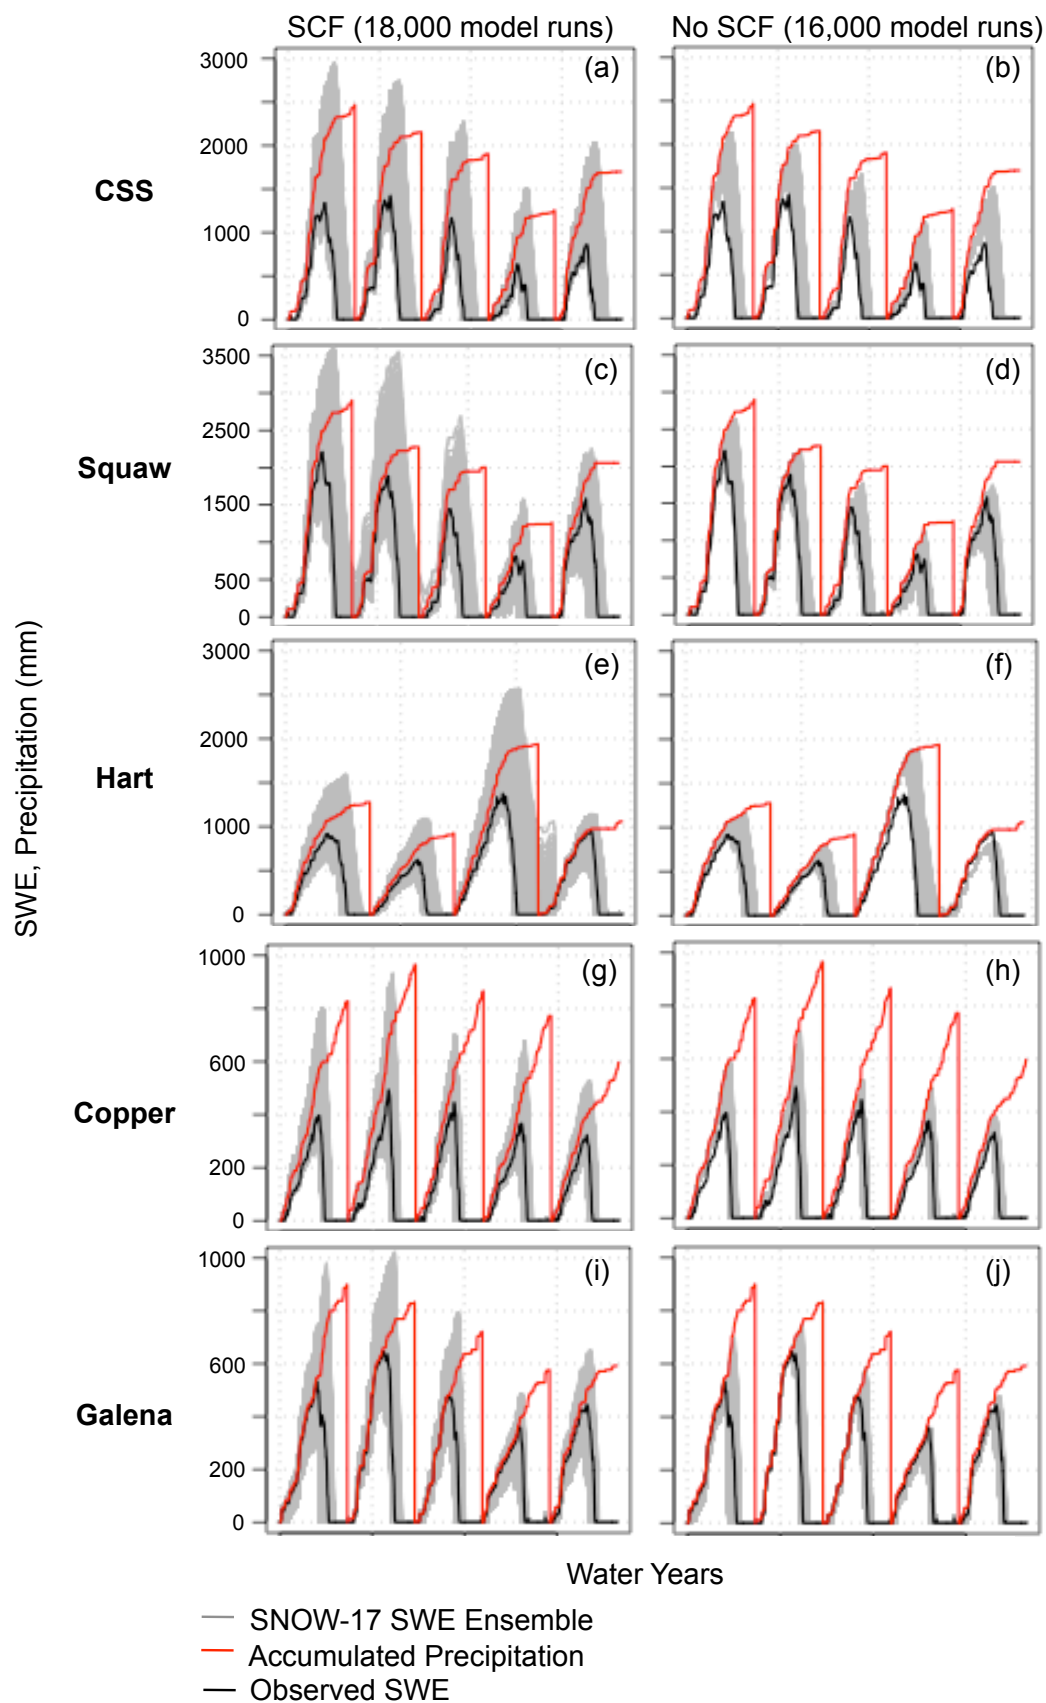 SCF (18,000 model runs) No SCF (16,000 model runs)
(a) (b)
3000
2000
1000
0
CSS
(c) (d)
3500
2500
1500
500
0
Squaw
(e) (f)
3000
2000
1000
0
Hart
SWE, Precipitation (mm)
(g) (h)
1000
600
200
0
Copper
(i) (j)
1000
600
200
0
Galena
Water Years
SNOW-17 SWE Ensemble
Accumulated Precipitation
Observed SWE